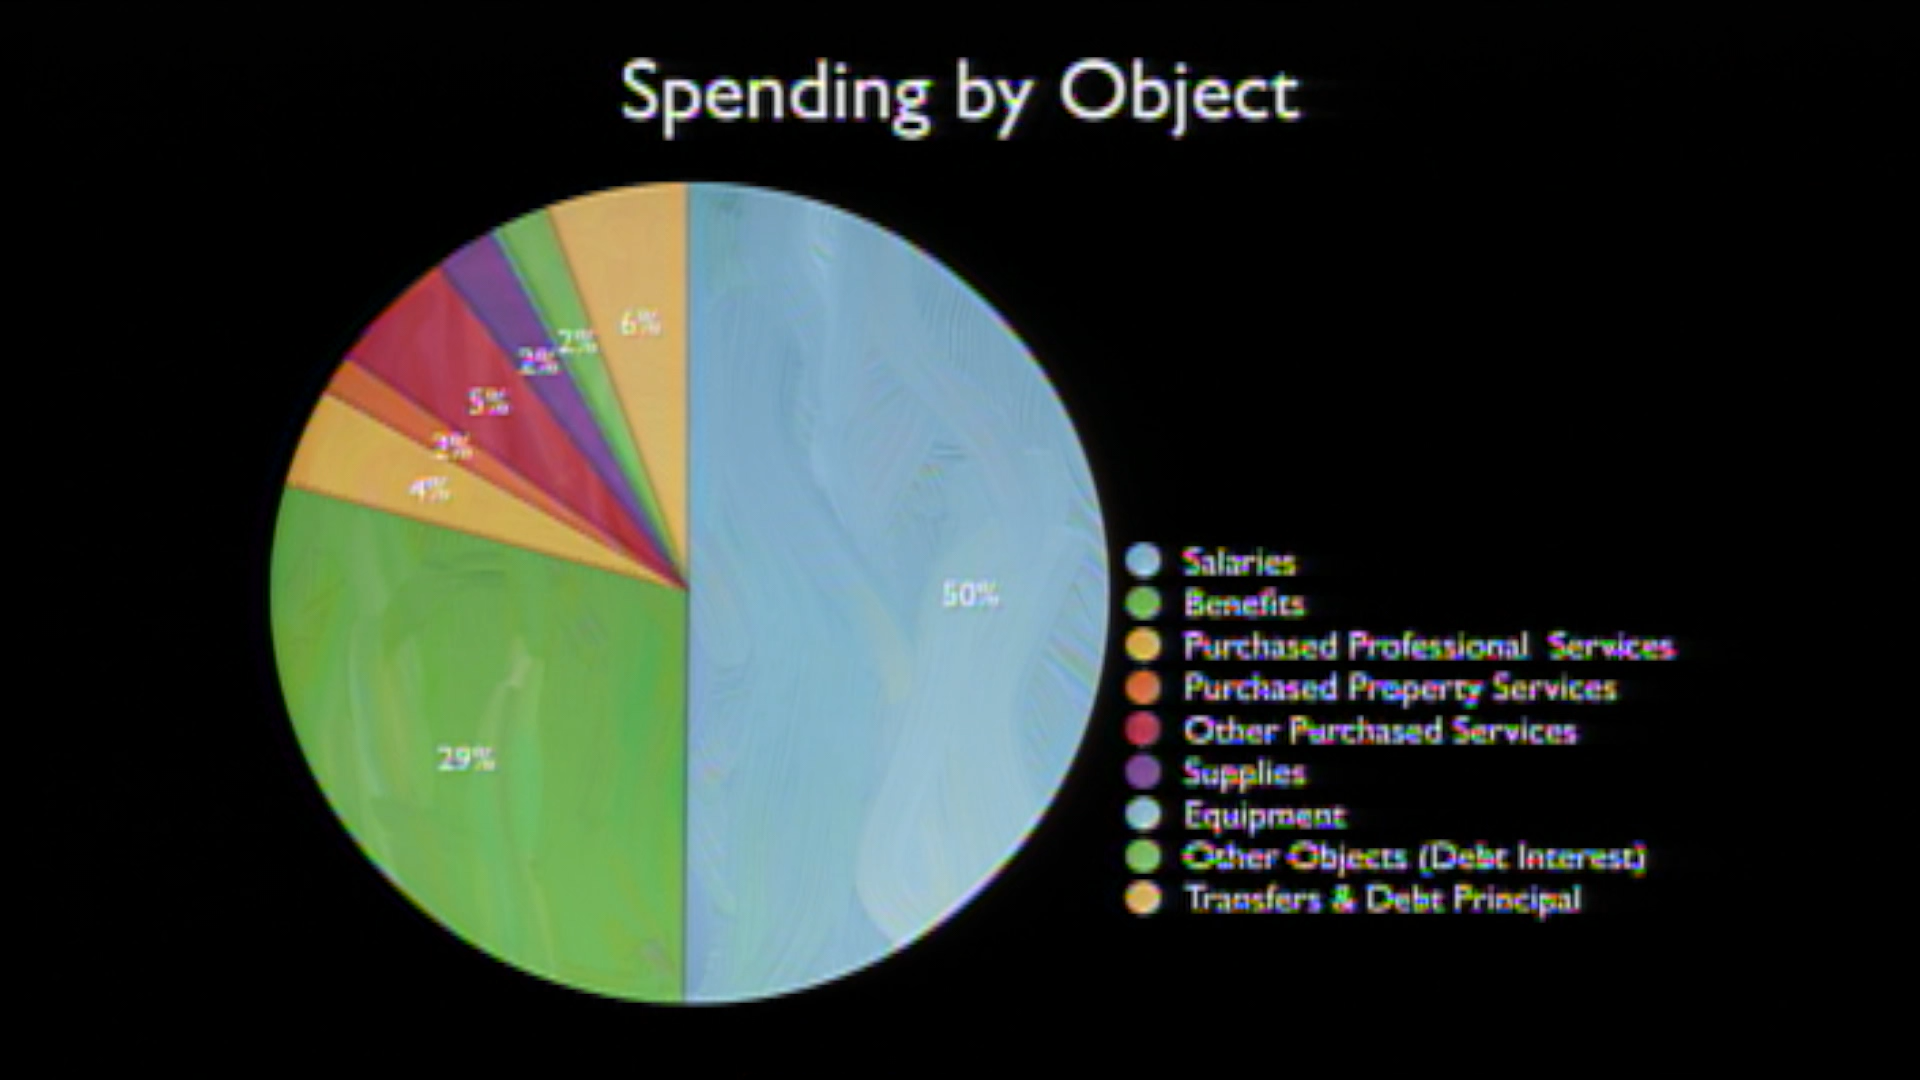 Spending by Object
6%
2%
2%
5%
2%
4%
50%
29%
Salaries
Benefits
Purchased Professional Services
Purchased Property Services
Other Purchased Services
Supplies
Equipment
Other Objects (Debt Interest)
Transfers & Debt Principal